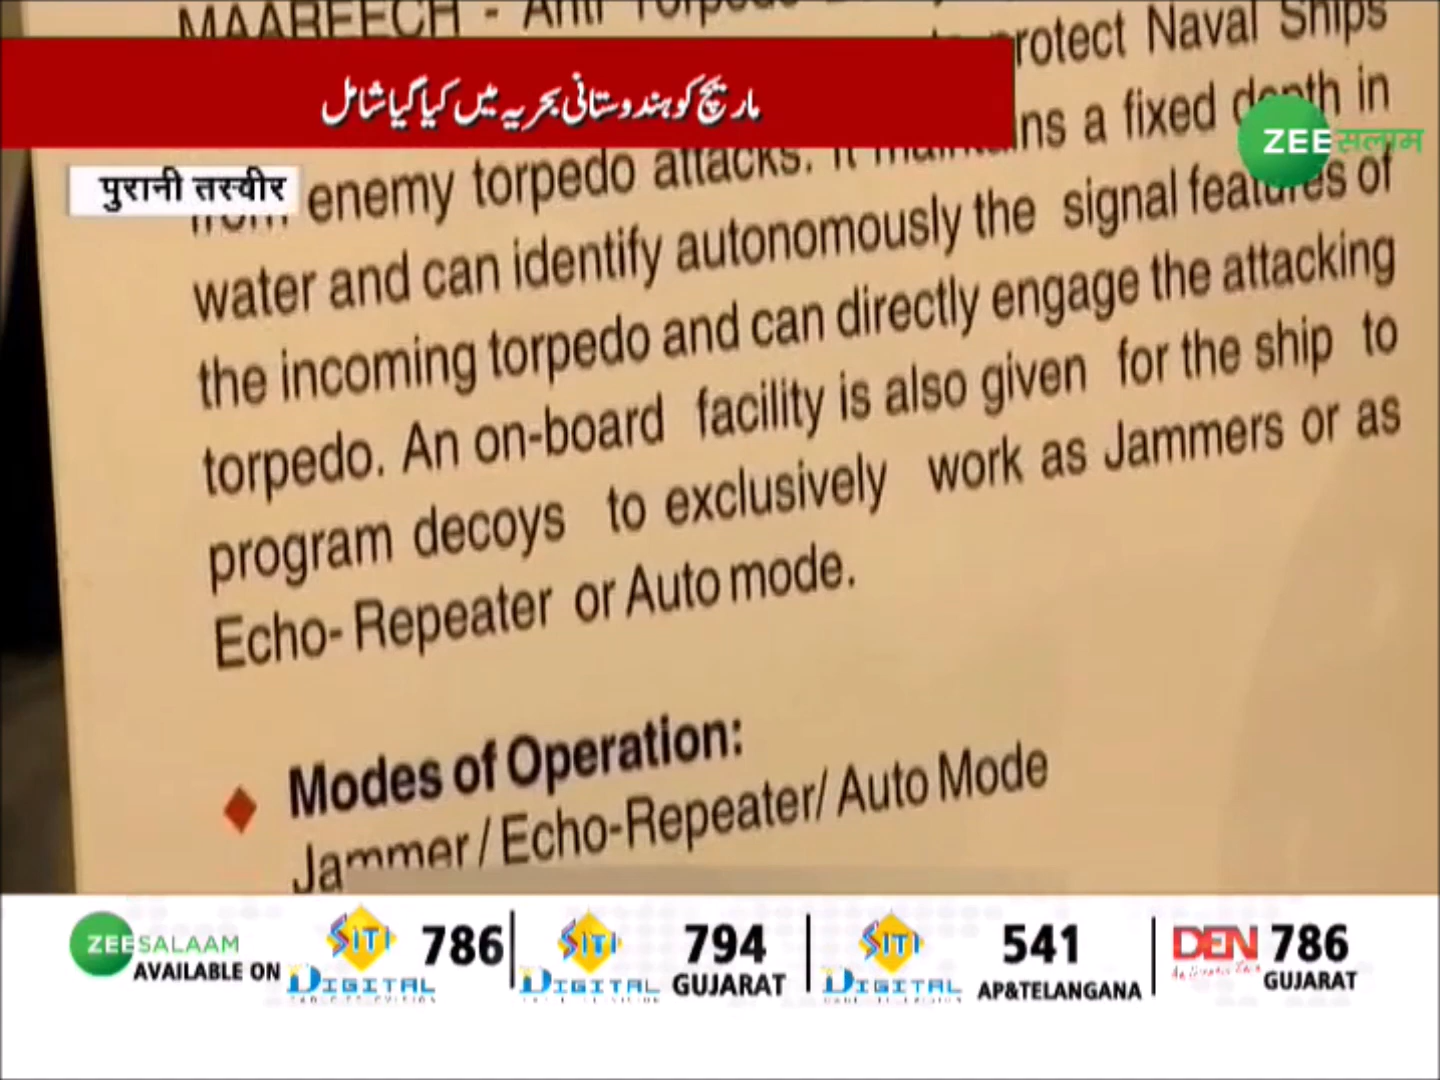 MAAREECH - Anti Torpedo
protect Naval Ships
ماریچ کو ہندوستانی بحریہ میں کیا گیا شامل
ns a fixed depth in
ZEE सलाम
पुरानी तस्वीर
from enemy torpedo attacks. It
water and can identify autonomously the signal features of
the incoming torpedo and can directly engage the attacking
torpedo. An on-board facility is also given for the ship to
program decoys to exclusively work as Jammers or as
Echo- Repeater or Auto mode.
Modes of Operation:
Jammer / Echo-Repeater/ Auto Mode
ZEE SALAAM
AVAILABLE ON
SITI
DIGITAL
786
SITI
DIGITAL
794
GUJARAT
SITI
DIGITAL
541
AP&TELANGANA
DEN
786
GUJARAT